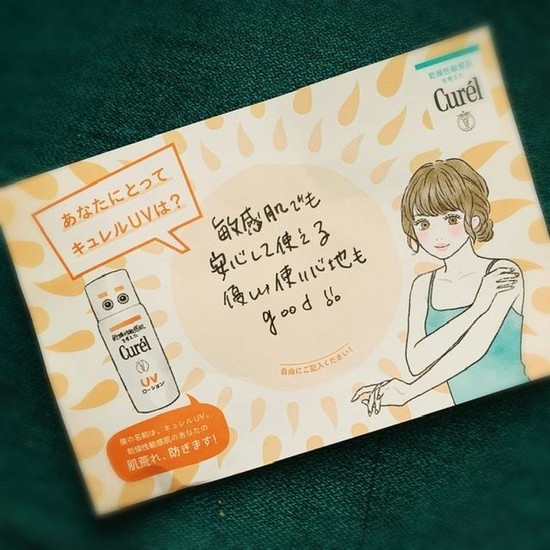 乾燥性敏感肌
を考えた
Curél
あなたにとって
キュレルUVは？
敏感肌でも
安心して使える
優しい使い心地も
good!!
自由にご記入ください！
乾燥性敏感肌
を考えた
Curél
UV
ローション
僕の名前は、キュレルUV。
乾燥性敏感肌のあなたの
肌荒れ、防ぎます！